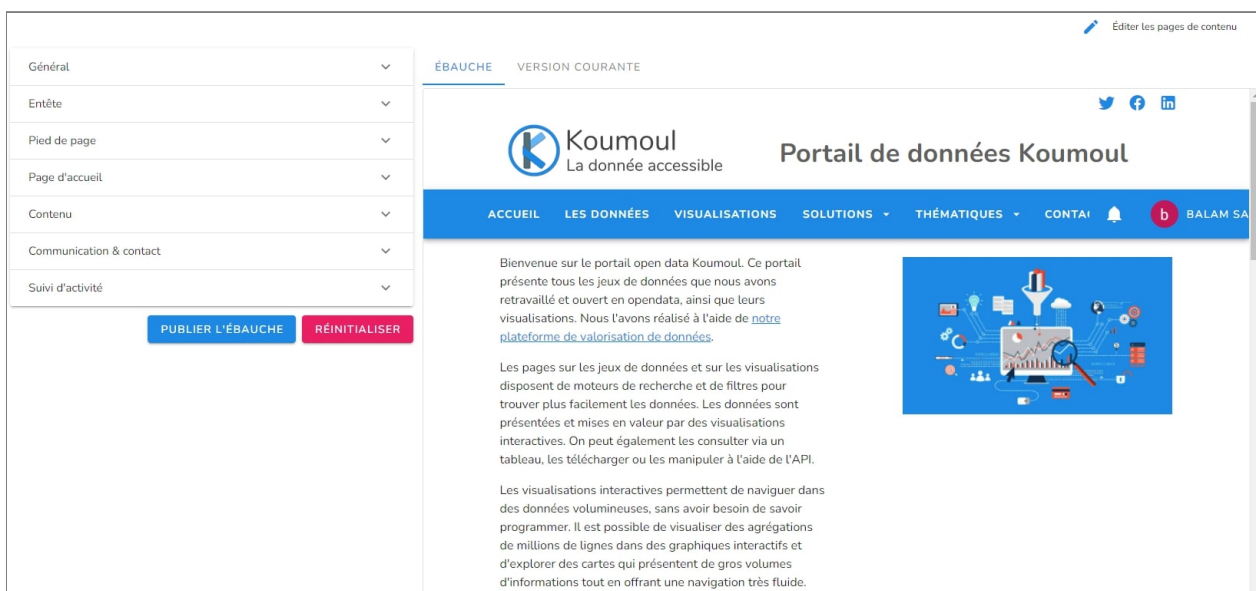 Éditer les pages de contenu
Général
Entête
Pied de page
Page d'accueil
Contenu
Communication & contact
Suivi d'activité
PUBLIER L'ÉBAUCHE
RÉINITIALISER
ÉBAUCHE
VERSION COURANTE
Koumoul
La donnée accessible
Portail de données Koumoul
ACCUEIL LES DONNÉES VISUALISATIONS SOLUTIONS THÉMATIQUES CONTA b BALAM SA
Bienvenue sur le portail open data Koumoul. Ce portail
présente tous les jeux de données que nous avons
retravaillé et ouvert en opendata, ainsi que leurs
visualisations. Nous l'avons réalisé à l'aide de notre
plateforme de valorisation de données.
Les pages sur les jeux de données et sur les visualisations
disposent de moteurs de recherche et de filtres pour
trouver plus facilement les données. Les données sont
présentées et mises en valeur par des visualisations
interactives. On peut également les consulter via un
tableau, les télécharger ou les manipuler à l'aide de l'API.
Les visualisations interactives permettent de naviguer dans
des données volumineuses, sans avoir besoin de savoir
programmer. Il est possible de visualiser des agrégations
de millions de lignes dans des graphiques interactifs et
d'explorer des cartes qui présentent de gros volumes
d'informations tout en offrant une navigation très fluide.